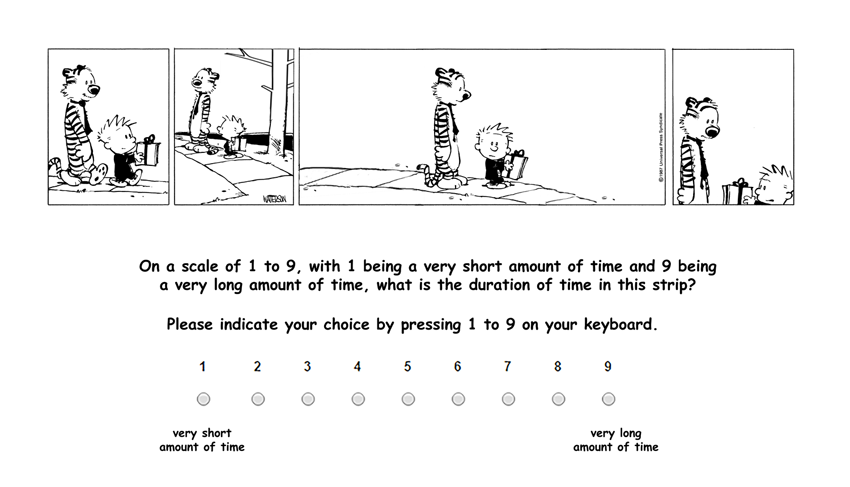 WATTERSON
©1987 Universal Press Syndicate
On a scale of 1 to 9, with 1 being a very short amount of time and 9 being
a very long amount of time, what is the duration of time in this strip?
Please indicate your choice by pressing 1 to 9 on your keyboard.
1 2 3 4 5 6 7 8 9
very short
amount of time
very long
amount of time